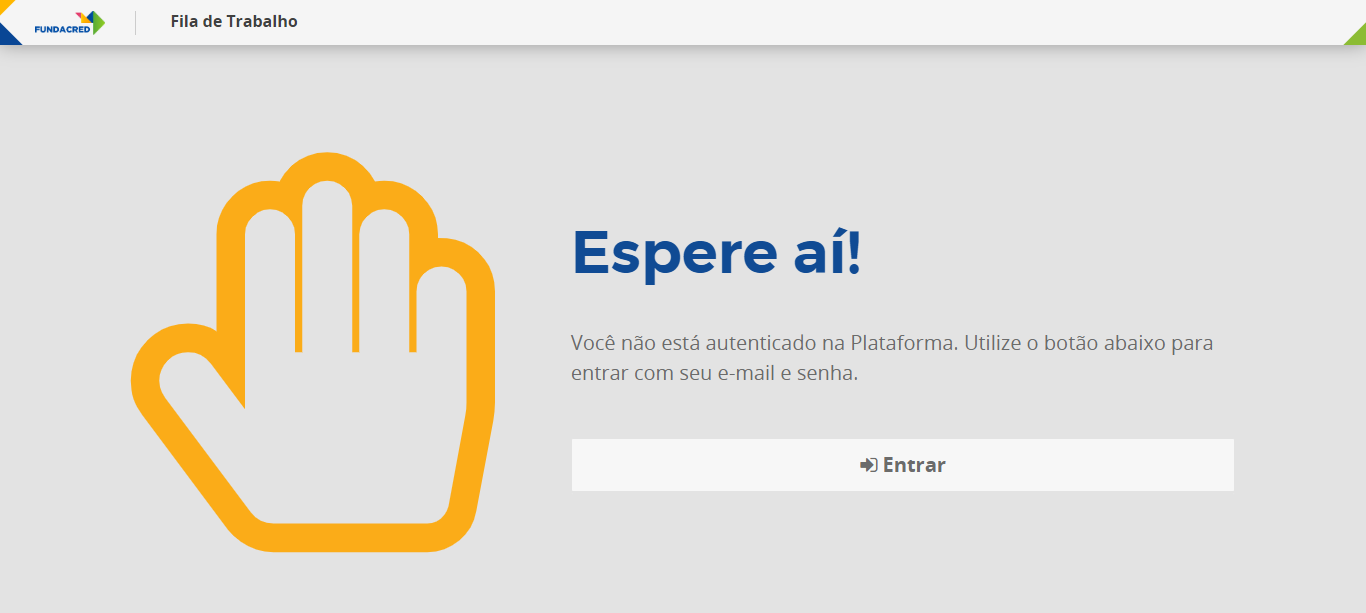 FUNDACRED
Fila de Trabalho
Espere aí!
Você não está autenticado na Plataforma. Utilize o botão abaixo para
entrar com seu e-mail e senha.
Entrar